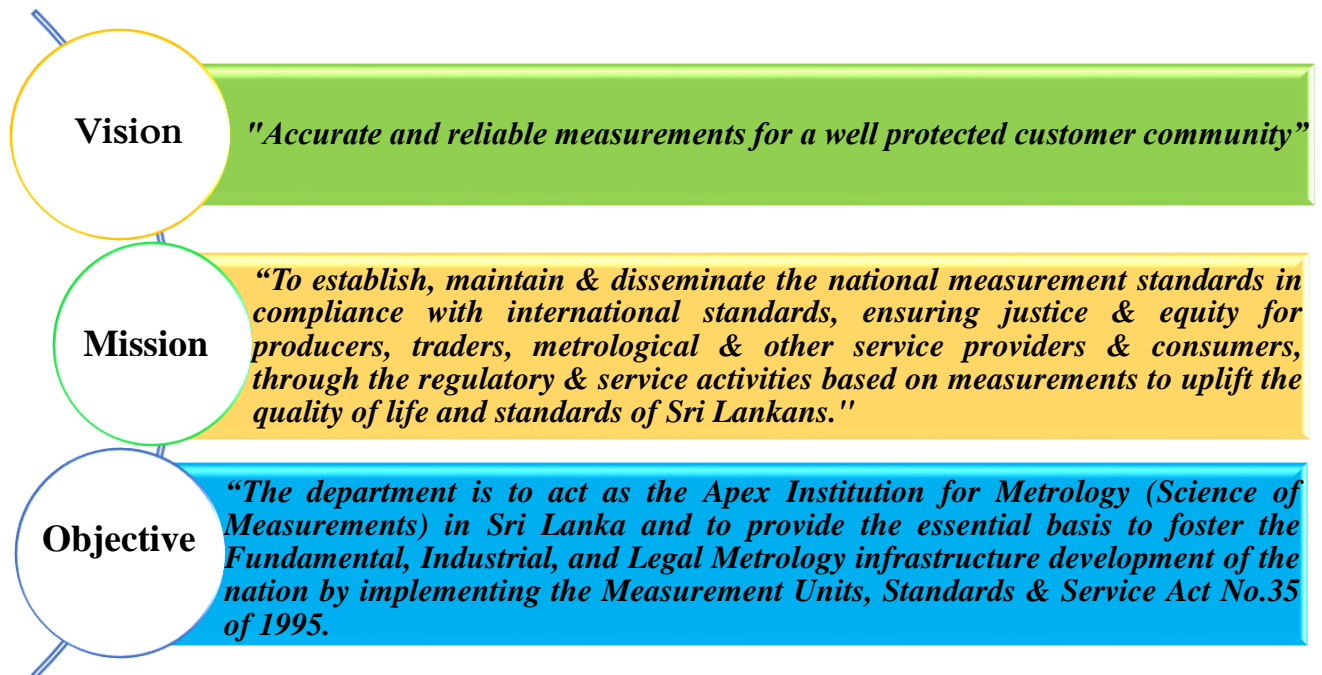 Vision
"Accurate and reliable measurements for a well protected customer community”
Mission
“To establish, maintain & disseminate the national measurement standards in
compliance with international standards, ensuring justice & equity for
producers, traders, metrological & other service providers & consumers,
through the regulatory & service activities based on measurements to uplift the
quality of life and standards of Sri Lankans."
Objective
“The department is to act as the Apex Institution for Metrology (Science of
Measurements) in Sri Lanka and to provide the essential basis to foster the
Fundamental, Industrial, and Legal Metrology infrastructure development of the
nation by implementing the Measurement Units, Standards & Service Act No.35
of 1995.